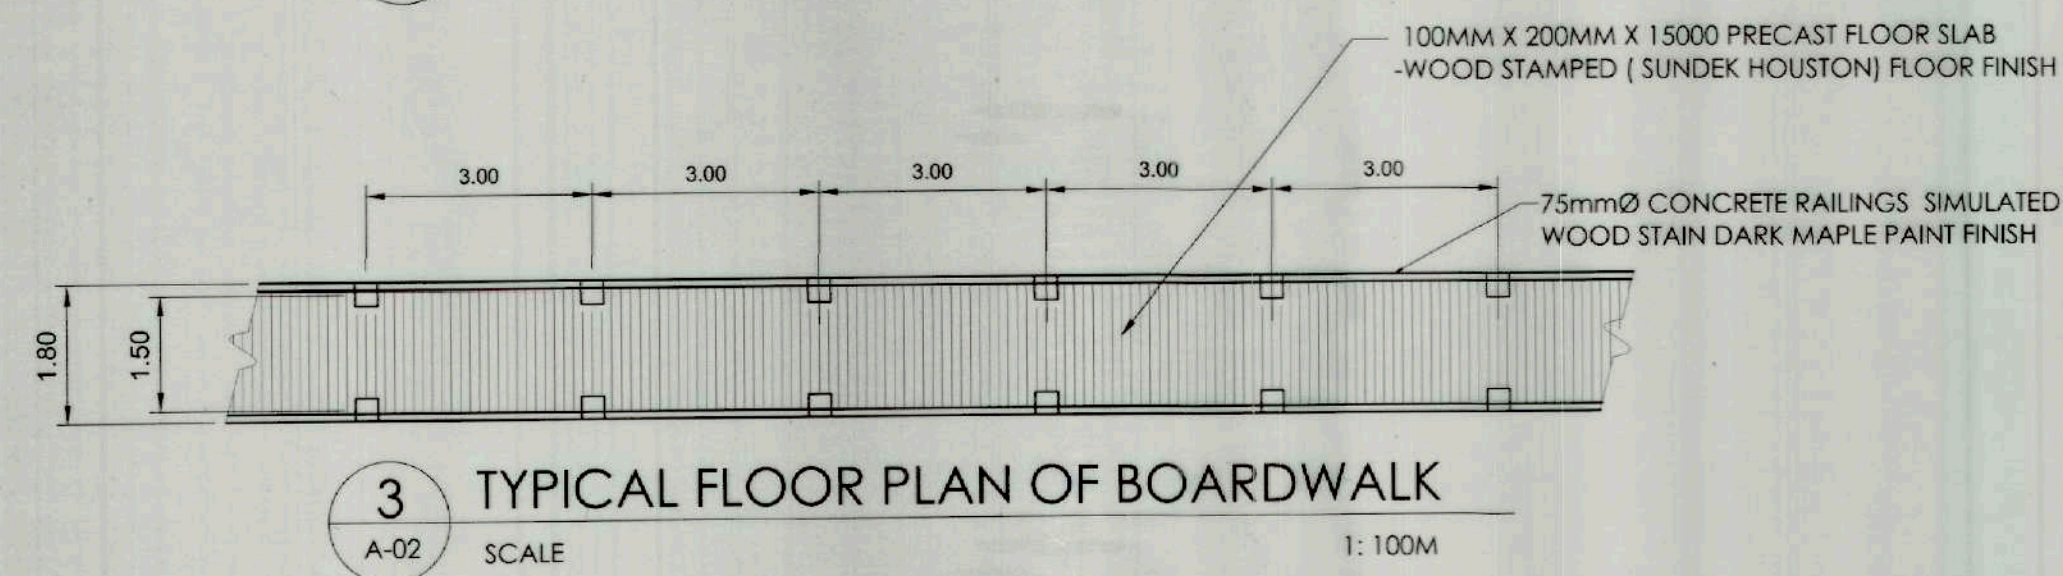 100MM X 200MM X 15000 PRECAST FLOOR SLAB
-WOOD STAMPED ( SUNDEK HOUSTON) FLOOR FINISH
3.00
3.00
3.00
3.00
3.00
75mmØ CONCRETE RAILINGS SIMULATED
WOOD STAIN DARK MAPLE PAINT FINISH
1.80
1.50
3
TYPICAL FLOOR PLAN OF BOARDWALK
A-02
SCALE
1: 100M